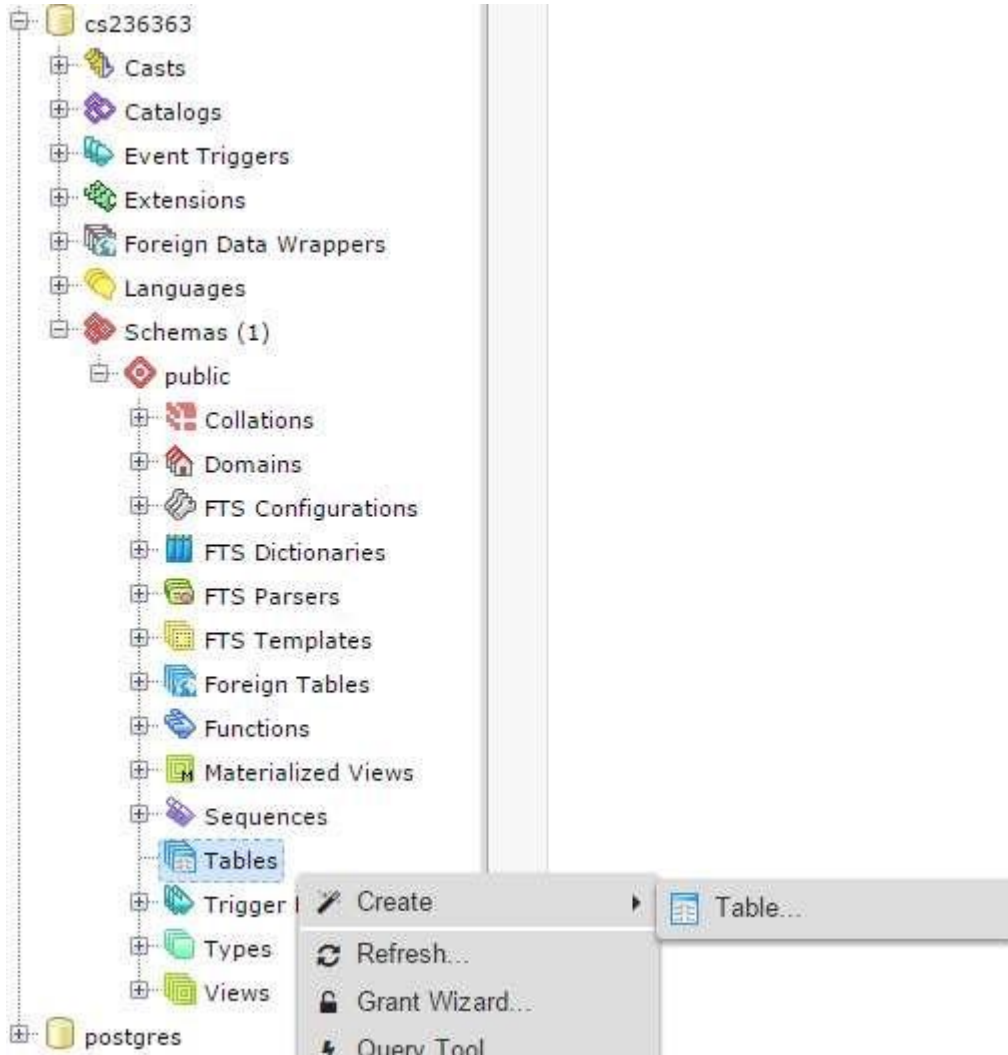 cs236363
Casts
Catalogs
Event Triggers
Extensions
Foreign Data Wrappers
Languages
Schemas (1)
public
Collations
Domains
FTS Configurations
FTS Dictionaries
FTS Parsers
FTS Templates
Foreign Tables
Functions
Materialized Views
Sequences
Tables
Trigger
Create
Table...
Types
Refresh...
Views
Grant Wizard...
postgres
Query Tool